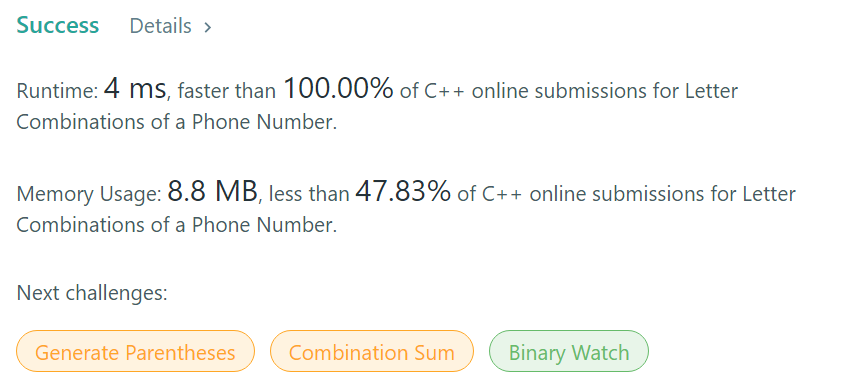 Success Details >
Runtime: 4 ms, faster than 100.00% of C++ online submissions for Letter
Combinations of a Phone Number.
Memory Usage: 8.8 MB, less than 47.83% of C++ online submissions for Letter
Combinations of a Phone Number.
Next challenges:
Generate Parentheses Combination Sum Binary Watch